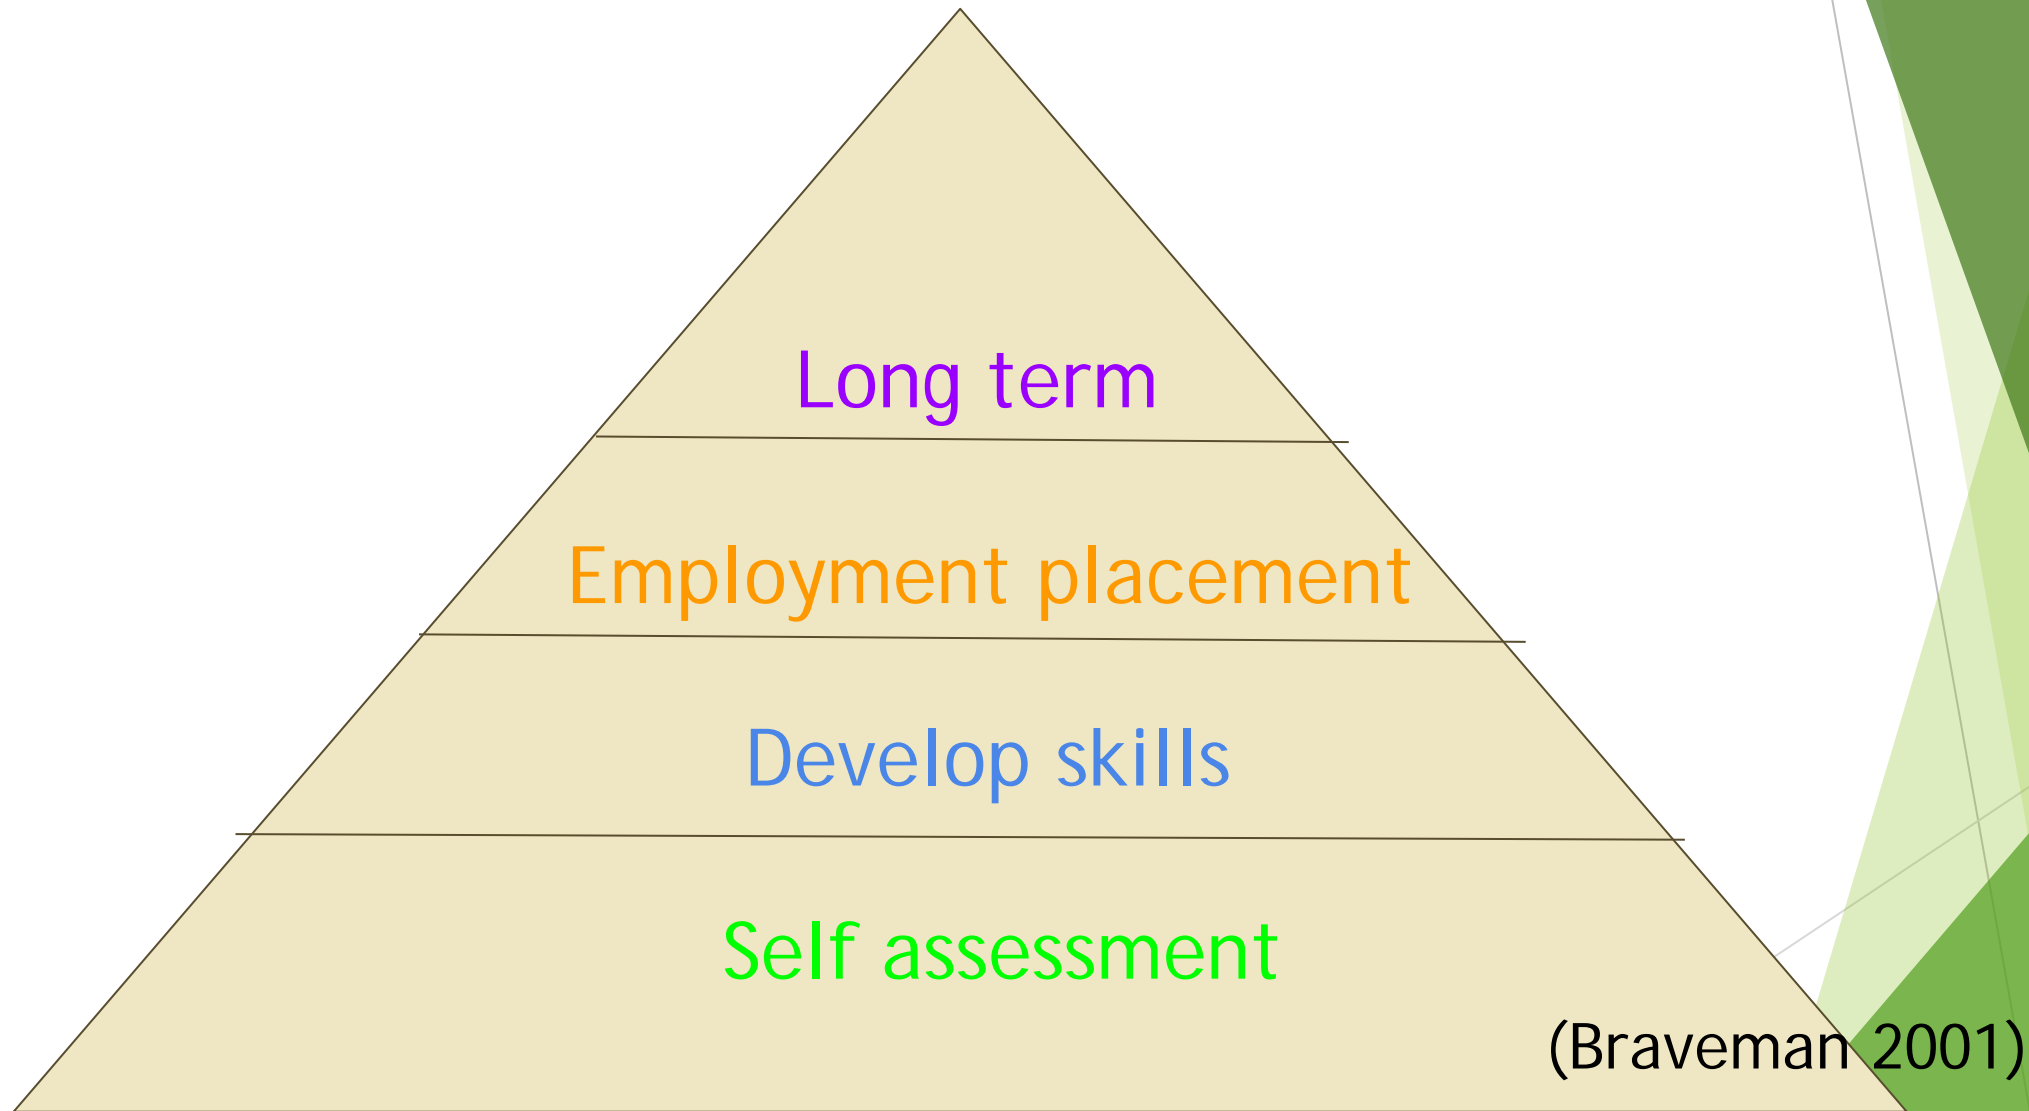 Long term
Employment placement
Develop skills
Self assessment
(Braveman 2001)